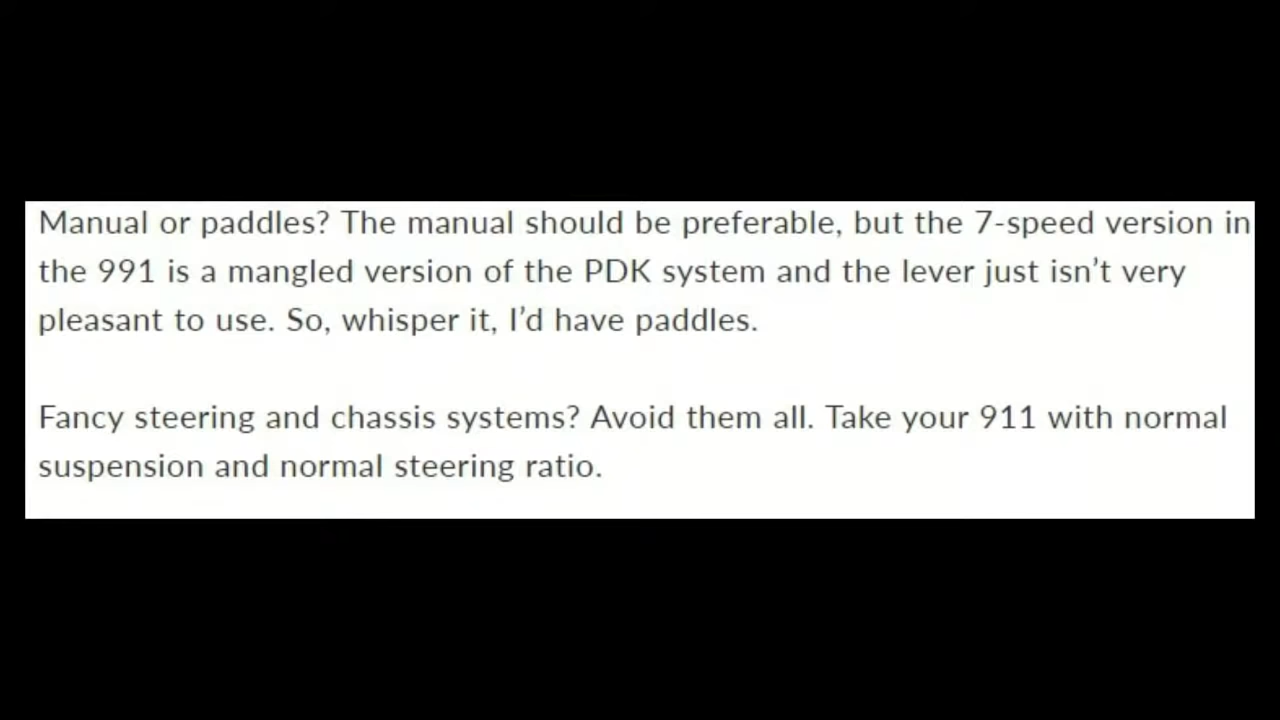 Manual or paddles? The manual should be preferable, but the 7-speed version in
the 991 is a mangled version of the PDK system and the lever just isn’t very
pleasant to use. So, whisper it, I’d have paddles.
Fancy steering and chassis systems? Avoid them all. Take your 911 with normal
suspension and normal steering ratio.